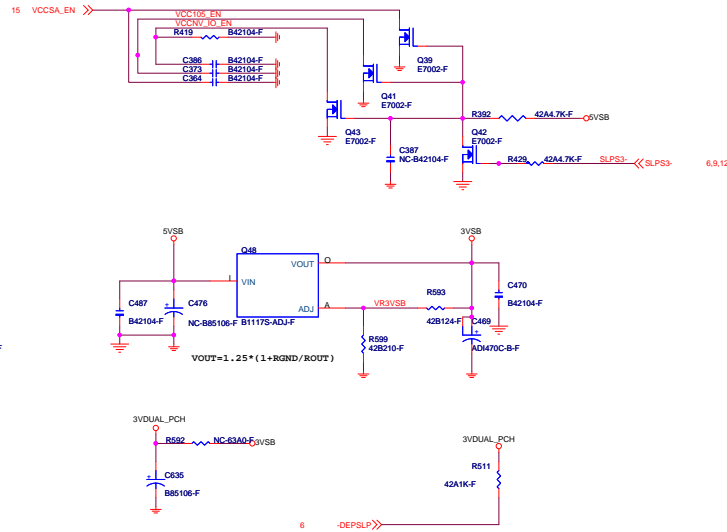 15 VCCSA_EN
VCC105_EN
VCCNV_IO_EN
R419 B42104-F
C386 B42104-F
C373 B42104-F
C364 B42104-F
Q39
E7002-F
Q41
E7002-F
Q43
E7002-F
C387
NC-B42104-F
R392 42A4.7K-F 5VSB
Q42
E7002-F
R429 42A4.7K-F SLPS3- SLPS3- 6,9,12
5VSB
Q48
VOUT O
I VIN
ADJ A
B1117S-ADJ-F
C487
B42104-F
C476
NC-B85106-F
3VSB
C470
B42104-F
VR3VSB
R593
42B124-F
C469
ADI470C-B-F
R599
42B210-F
VOUT=1.25*(1+RGND/ROUT)
F
3VDUAL_PCH
R592 NC-63A0-F 3VSB
C635
B85106-F
3VDUAL_PCH
R511
42A1K-F
6 -DEPSLP